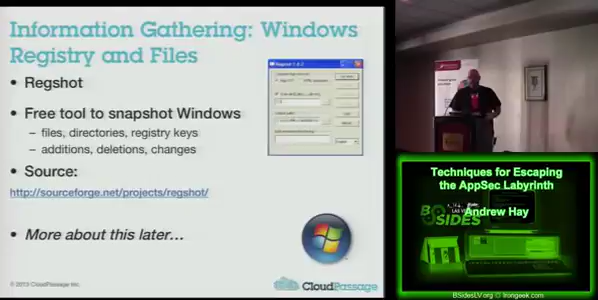 Information Gathering: Windows
Registry and Files
• Regshot
• Free tool to snapshot Windows
– files, directories, registry keys
– additions, deletions, changes
• Source:
http://sourceforge.net/projects/regshot/
• More about this later…
© 2013 CloudPassage Inc.
CloudPassage
Techniques for Escaping
the AppSec Labyrinth
Andrew Hay
BSIDES
BSidesLV.org
Irongeek.com